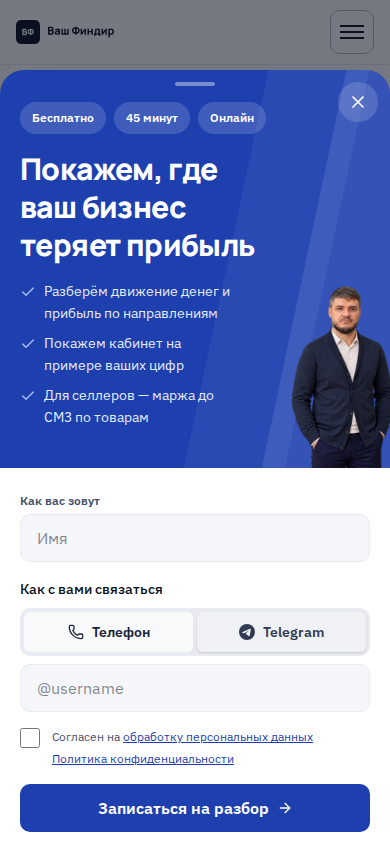 ВФ Ваш Финдир
Бесплатно 45 минут Онлайн
Покажем, где
ваш бизнес
теряет прибыль
Разберём движение денег и
прибыль по направлениям
Покажем кабинет на
примере ваших цифр
Для селлеров — маржа до
СМЗ по товарам
Как вас зовут
Имя
Как с вами связаться
Телефон Telegram
@username
Согласен на обработку персональных данных
Политика конфиденциальности
Записаться на разбор →